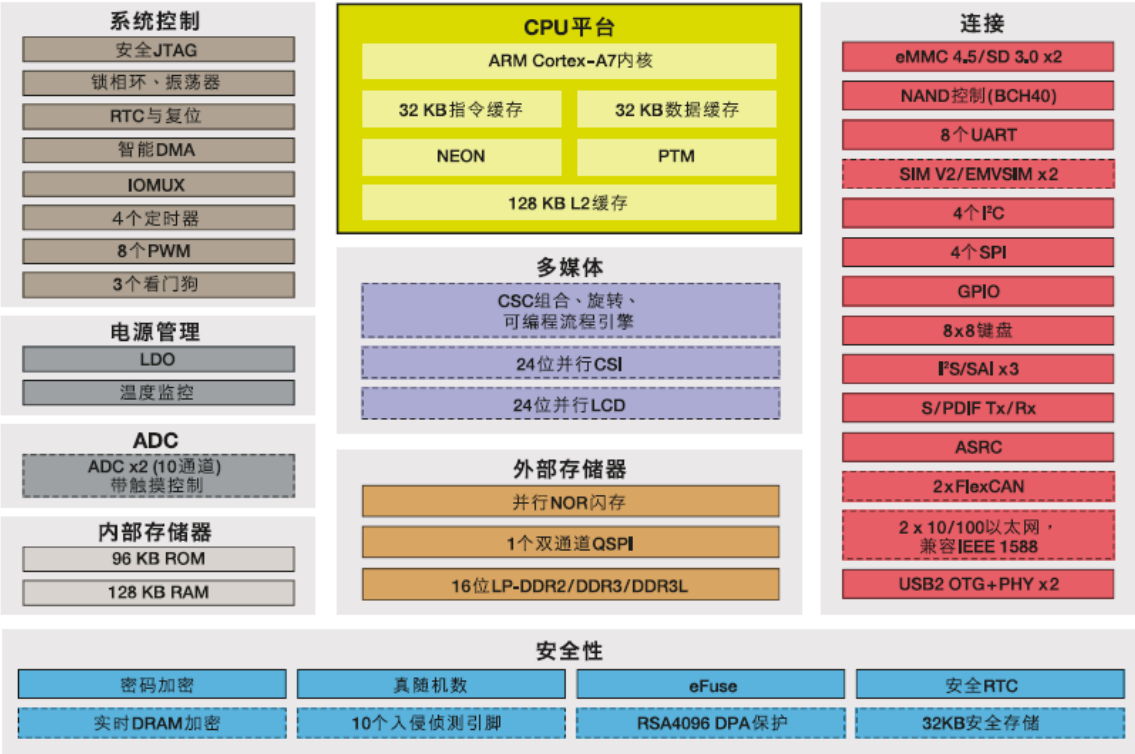 系统控制
安全JTAG
锁相环、振荡器
RTC与复位
智能DMA
IOMUX
4个定时器
8个PWM
3个看门狗
电源管理
LDO
温度监控
ADC
ADC x2 (10通道)
带触摸控制
内部存储器
96 KB ROM
128 KB RAM
CPU平台
ARM Cortex-A7内核
32 KB指令缓存
32 KB数据缓存
NEON
PTM
128 KB L2缓存
多媒体
CSC组合、旋转、
可编程流程引擎
24位并行CSI
24位并行LCD
外部存储器
并行NOR闪存
1个双通道QSPI
16位LP-DDR2/DDR3/DDR3L
连接
eMMC 4.5/SD 3.0 x2
NAND控制(BCH40)
8个UART
SIM V2/EMVSIM x2
4个I²C
4个SPI
GPIO
8x8键盘
I²S/SAI x3
S/PDIF Tx/Rx
ASRC
2xFlexCAN
2 x 10/100以太网，
兼容IEEE 1588
USB2 OTG+PHY x2
安全性
密码加密
真随机数
eFuse
安全RTC
实时DRAM加密
10个入侵侦测引脚
RSA4096 DPA保护
32KB安全存储